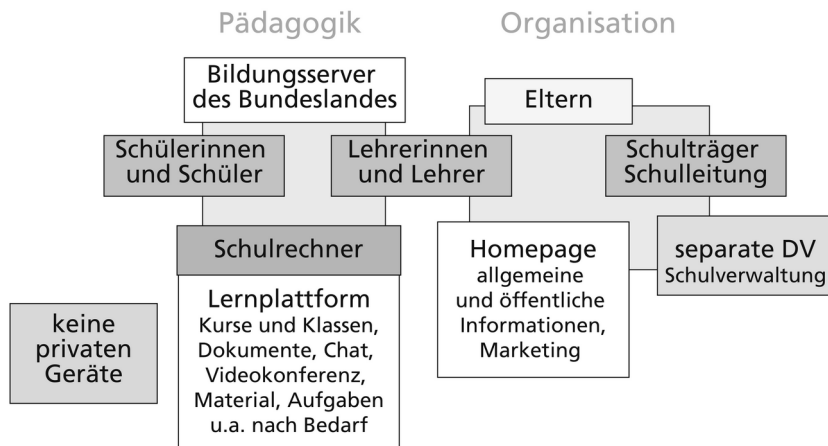 Pädagogik
Organisation
Bildungsserver
des Bundeslandes
Eltern
Schülerinnen
und Schüler
Lehrerinnen
und Lehrer
Schulträger
Schulleitung
Schulrechner
Lernplattform
Kurse und Klassen,
Dokumente, Chat,
Videokonferenz,
Material, Aufgaben
u.a. nach Bedarf
Homepage
allgemeine
und öffentliche
Informationen,
Marketing
separate DV
Schulverwaltung
keine
privaten
Geräte